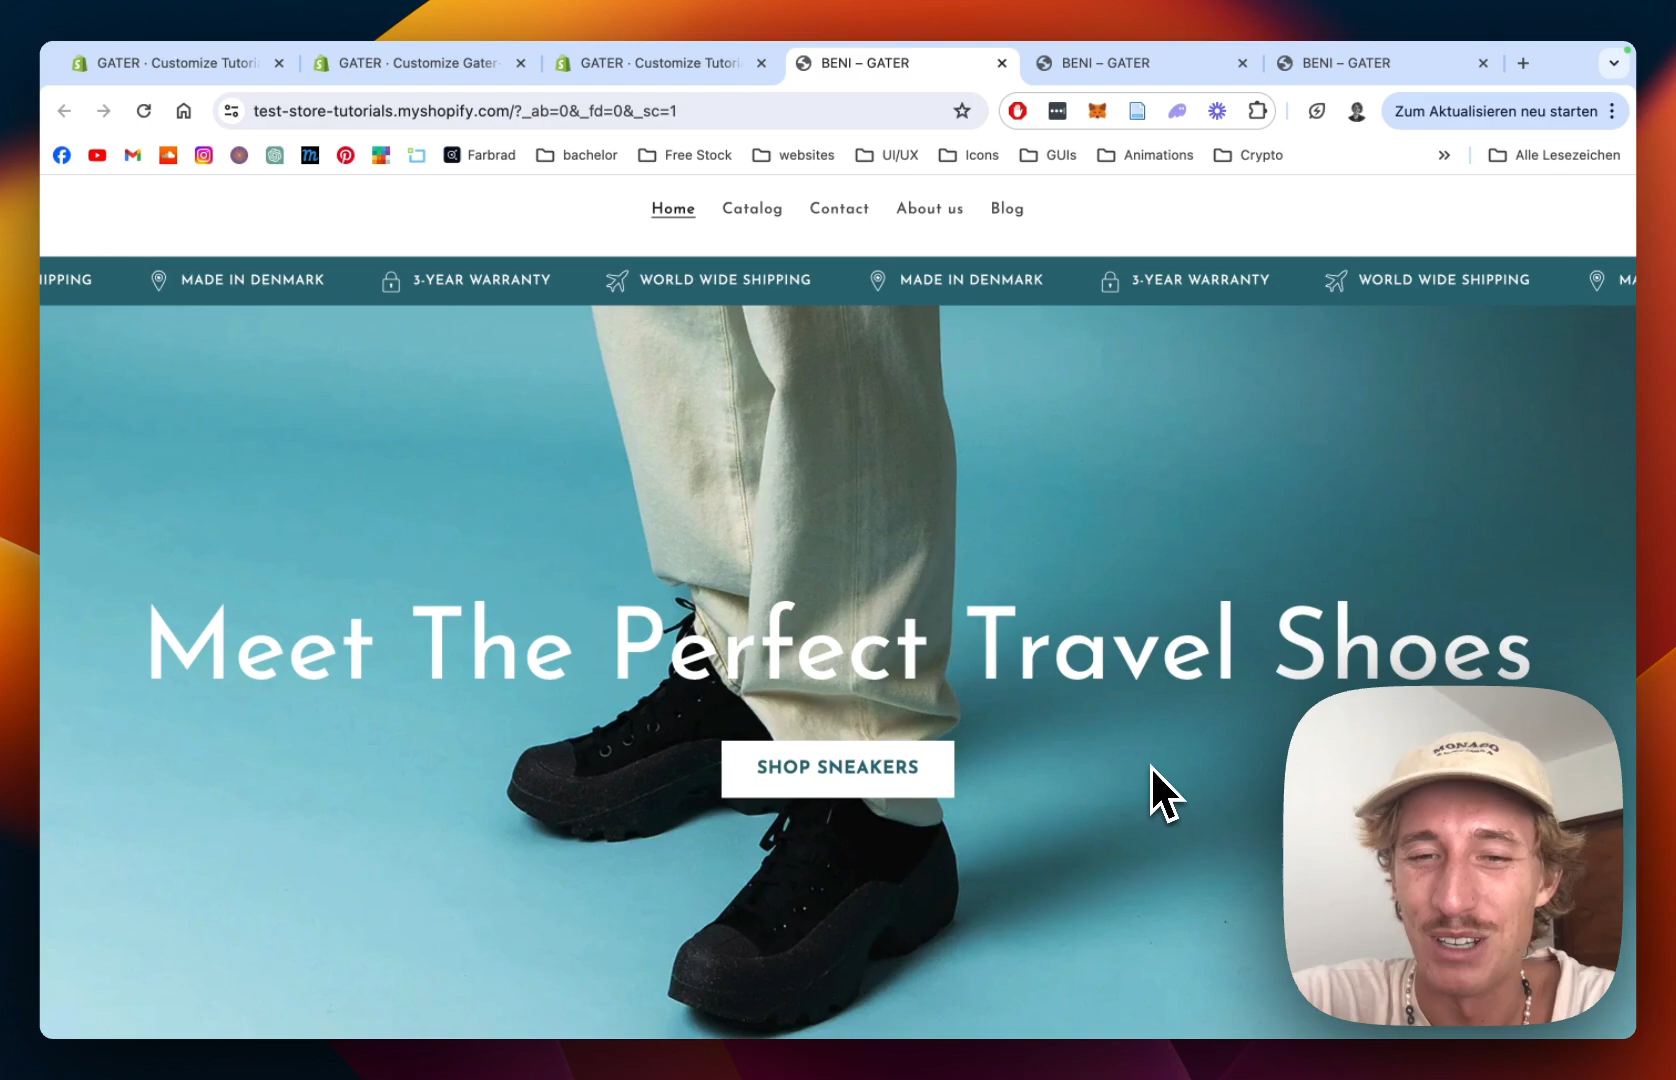 GATER · Customize Tutori
GATER · Customize Gater
GATER · Customize Tutori
BENI – GATER
BENI – GATER
BENI – GATER
test-store-tutorials.myshopify.com/?_ab=0&_fd=0&_sc=1
Zum Aktualisieren neu starten
Farbrad
bachelor
Free Stock
websites
UI/UX
Icons
GUIs
Animations
Crypto
Alle Lesezeichen
Home Catalog Contact About us Blog
IPPING MADE IN DENMARK 3-YEAR WARRANTY WORLD WIDE SHIPPING MADE IN DENMARK 3-YEAR WARRANTY WORLD WIDE SHIPPING MA
Meet The Perfect Travel Shoes
SHOP SNEAKERS
MONACO